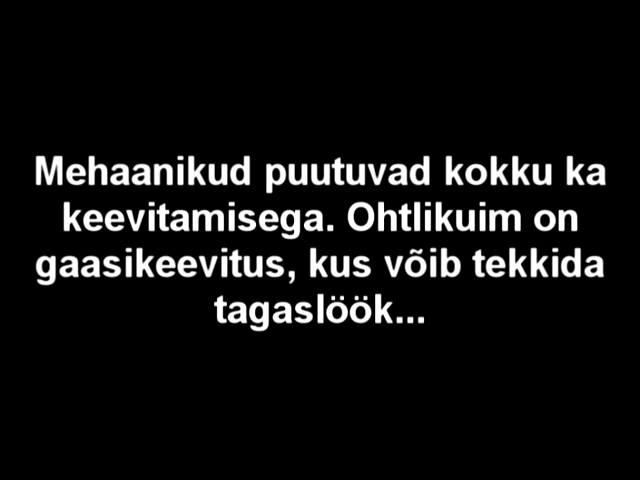 Mehaanikud puutuvad kokku ka
keevitamisega. Ohtlikuim on
gaasikeevitus, kus võib tekkida
tagaslöök...